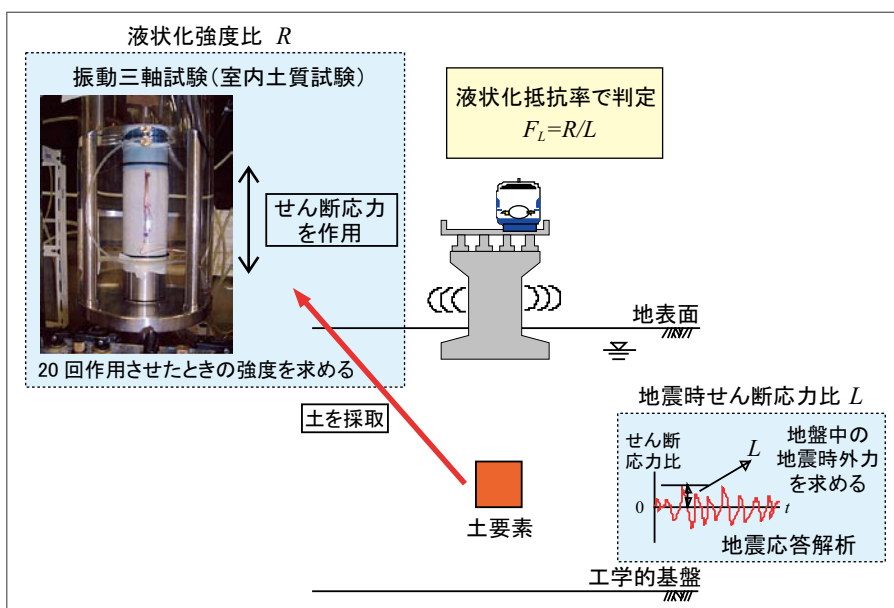 液状化強度比 R
振動三軸試験(室内土質試験)
せん断応力
を作用
20 回作用させたときの強度を求める
液状化抵抗率で判定
F_L=R/L
地表面
土を採取
土要素
地震時せん断応力比 L
せん断
応力比
L
地盤中の
地震時外力
を求める
0
t
地震応答解析
工学的基盤